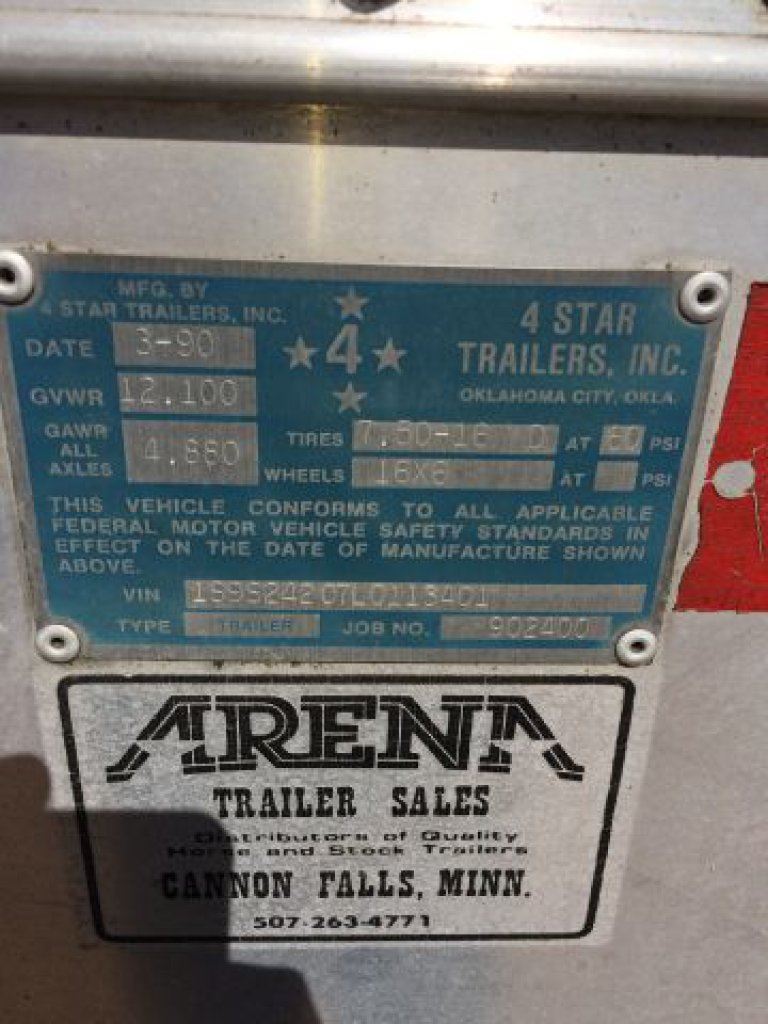 MFG. BY
4 STAR TRAILERS, INC.
DATE 3-90
GVWR 12,100
GAWR
ALL
AXLES 4,880
4
4 STAR
TRAILERS, INC.
OKLAHOMA CITY, OKLA.
TIRES 7.50-16 D AT 60 PSI
WHEELS 16X6 AT PSI
THIS VEHICLE CONFORMS TO ALL APPLICABLE
FEDERAL MOTOR VEHICLE SAFETY STANDARDS IN
EFFECT ON THE DATE OF MANUFACTURE SHOWN
ABOVE.
VIN
TYPE TRAILER JOB NO. 902400
ARENA
TRAILER SALES
Distributors of Quality
Horse and Stock Trailers
CANNON FALLS, MINN.
507-263-4771